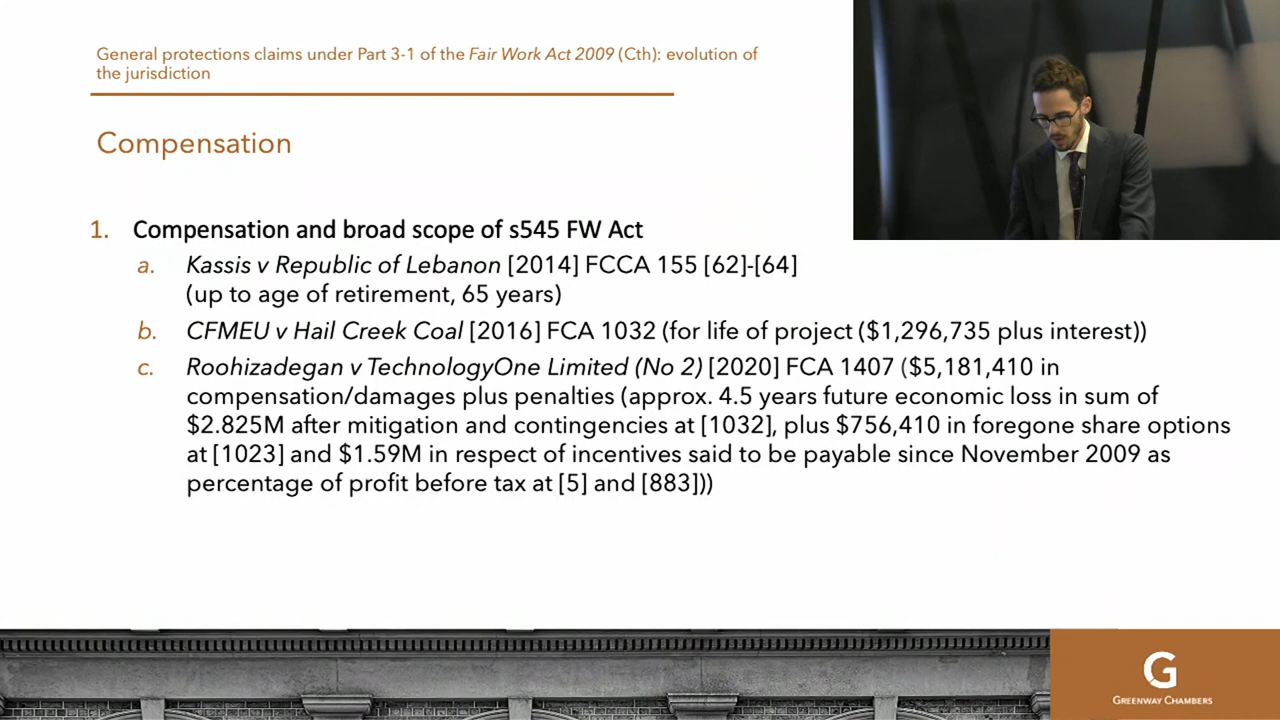 General protections claims under Part 3-1 of the Fair Work Act 2009 (Cth): evolution of
the jurisdiction
Compensation
1. Compensation and broad scope of s545 FW Act
a. Kassis v Republic of Lebanon [2014] FCCA 155 [62]-[64]
(up to age of retirement, 65 years)
b. CFMEU v Hail Creek Coal [2016] FCA 1032 (for life of project ($1,296,735 plus interest))
c. Roohizadegan v TechnologyOne Limited (No 2) [2020] FCA 1407 ($5,181,410 in
compensation/damages plus penalties (approx. 4.5 years future economic loss in sum of
$2.825M after mitigation and contingencies at [1032], plus $756,410 in foregone share options
at [1023] and $1.59M in respect of incentives said to be payable since November 2009 as
percentage of profit before tax at [5] and [883]))
G
GREENWAY CHAMBERS